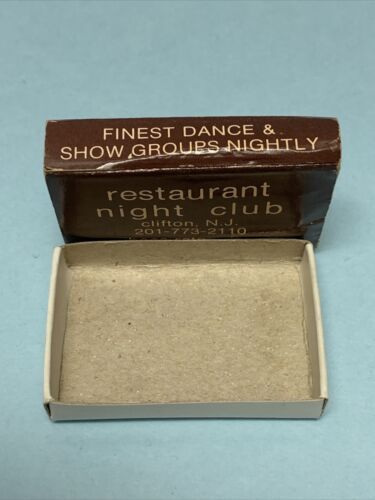 FINEST DANCE &
SHOW GROUPS NIGHTLY
restaurant
night club
clifton, N.J.
201-773-2110